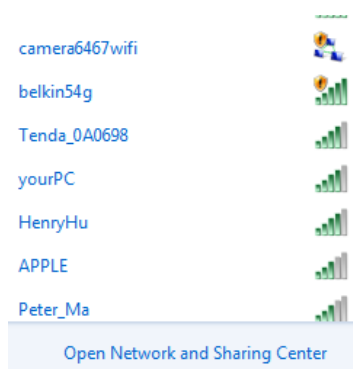 camera6467wifi
belkin54g
Tenda_0A0698
yourPC
HenryHu
APPLE
Peter_Ma
Open Network and Sharing Center